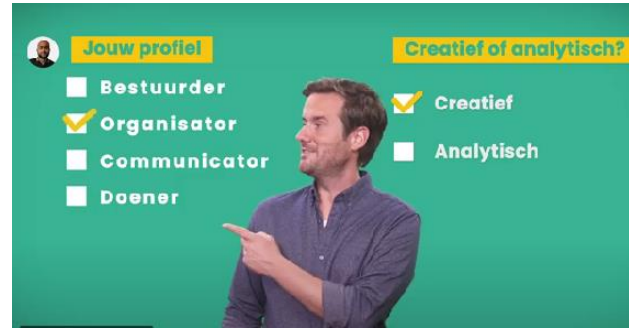 Jouw profiel
Bestuurder
Organisator
Communicator
Doener
Creatief of analytisch?
Creatief
Analytisch